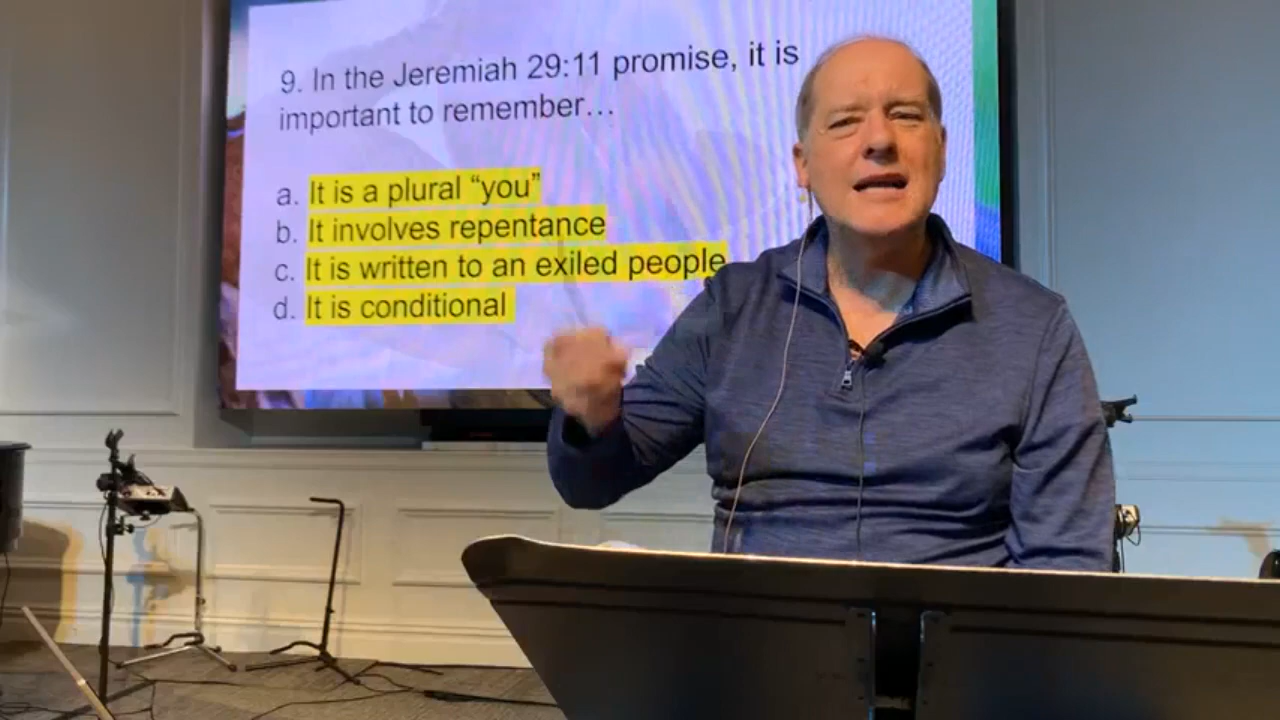 9. In the Jeremiah 29:11 promise, it is
important to remember…
a. It is a plural “you”
b. It involves repentance
c. It is written to an exiled people
d. It is conditional